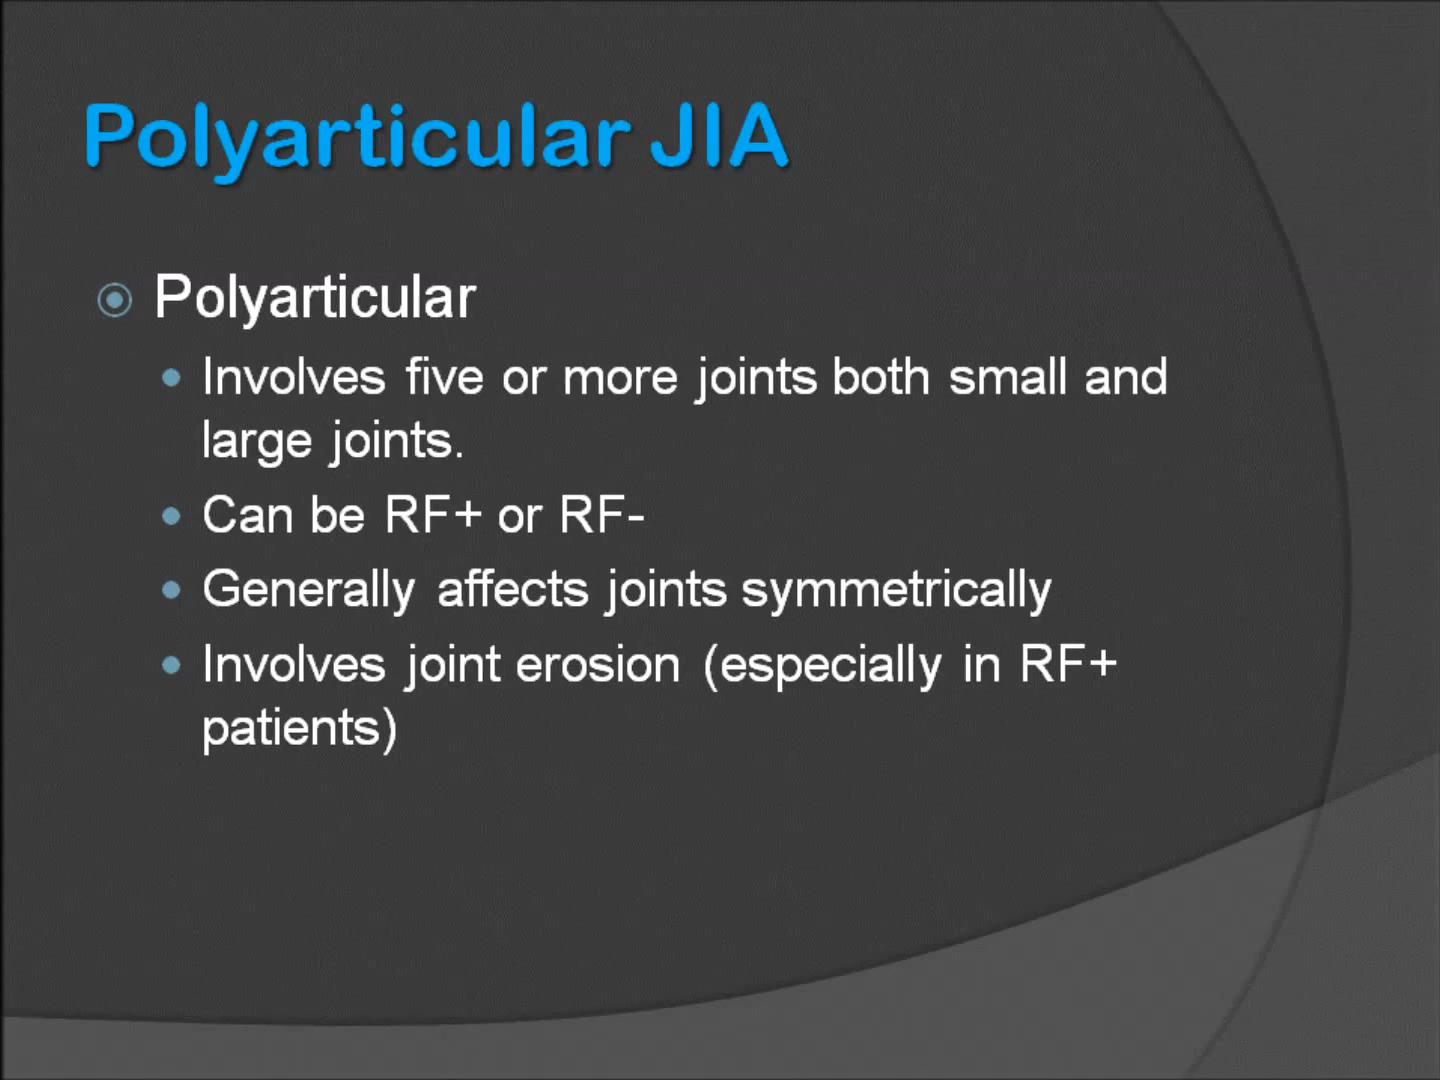 Polyarticular JIA
Polyarticular
Involves five or more joints both small and
large joints.
Can be RF+ or RF-
Generally affects joints symmetrically
Involves joint erosion (especially in RF+
patients)